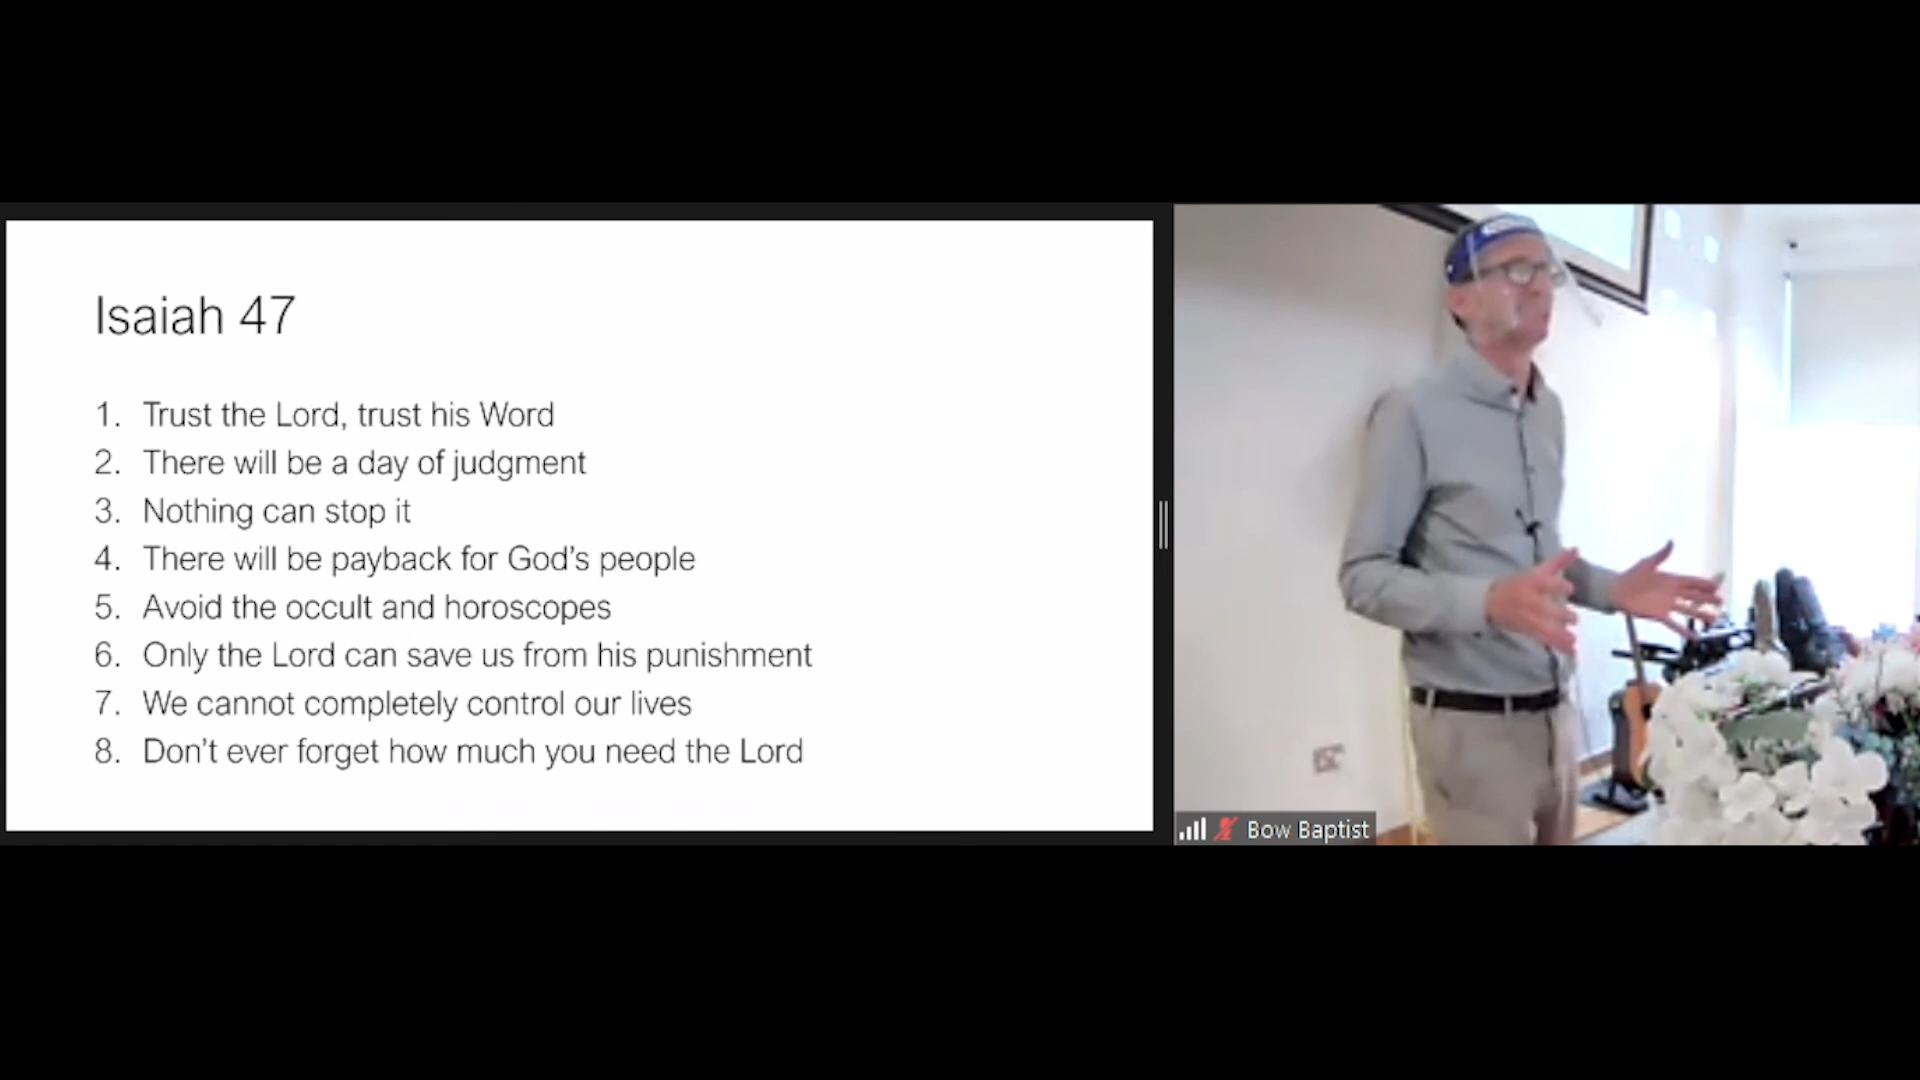 Isaiah 47
1. Trust the Lord, trust his Word
2. There will be a day of judgment
3. Nothing can stop it
4. There will be payback for God's people
5. Avoid the occult and horoscopes
6. Only the Lord can save us from his punishment
7. We cannot completely control our lives
8. Don't ever forget how much you need the Lord
Bow Baptist